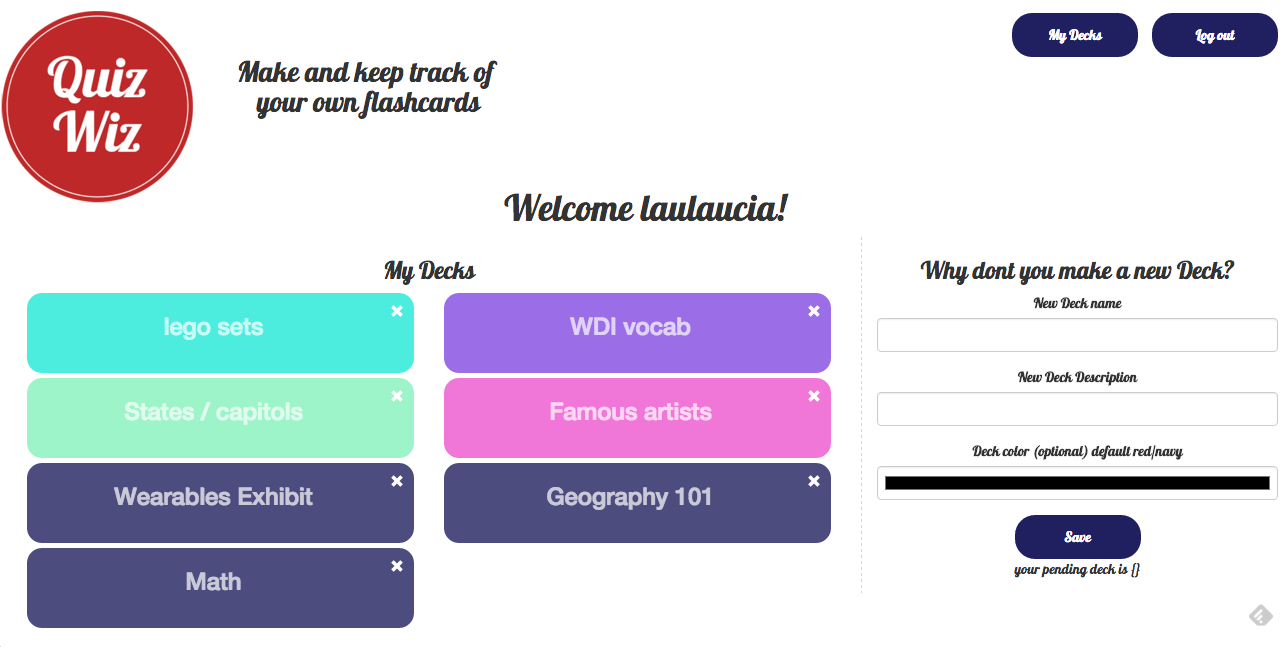 Quiz
Wiz
Make and keep track of
your own flashcards
My Decks
Log out
Welcome laulaucia!
My Decks
lego sets
WDI vocab
States / capitols
Famous artists
Wearables Exhibit
Geography 101
Math
Why dont you make a new Deck?
New Deck name
New Deck Description
Deck color (optional) default red/navy
Save
your pending deck is {}